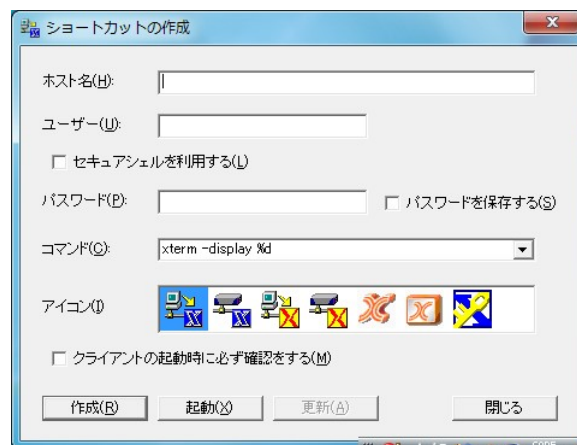 ショートカットの作成
ホスト名(H):
ユーザー(U):
セキュアシェルを利用する(L)
パスワード(P):
パスワードを保存する(S)
コマンド(C):
xterm -display %d
アイコン(I)
クライアントの起動時に必ず確認をする(M)
作成(R)
起動(X)
更新(A)
閉じる